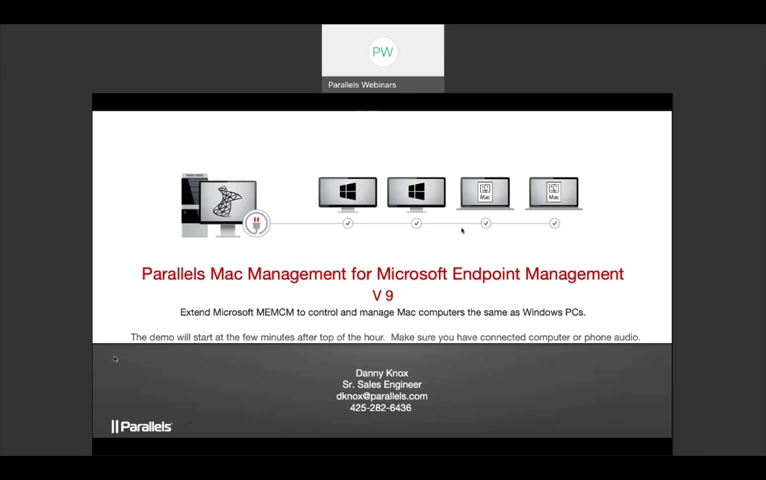 PW
Parallels Webinars
Mac
Mac
Parallels Mac Management for Microsoft Endpoint Management
V 9
Extend Microsoft MEMCM to control and manage Mac computers the same as Windows PCs.
The demo will start at the few minutes after top of the hour. Make sure you have connected computer or phone audio.
Danny Knox
Sr. Sales Engineer
dknox@parallels.com
425-282-6436
Parallels